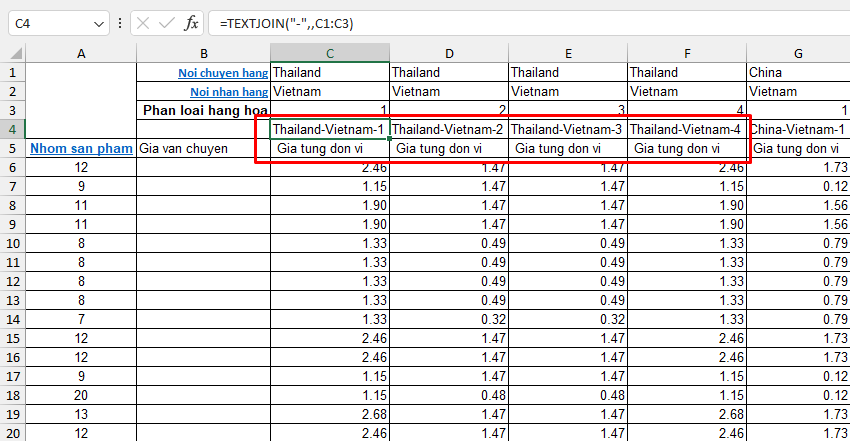 C4 fx =TEXTJOIN("-",,C1:C3)
A B C D E F G
1 Noi chuyen hang Thailand Thailand Thailand Thailand China
2 Noi nhan hang Vietnam Vietnam Vietnam Vietnam Vietnam
3 Phan loai hang hoa 1 2 3 4 1
4 Thailand-Vietnam-1 Thailand-Vietnam-2 Thailand-Vietnam-3 Thailand-Vietnam-4 China-Vietnam-1
5 Nhom san pham Gia van chuyen Gia tung don vi Gia tung don vi Gia tung don vi Gia tung don vi Gia tung don vi
6 12 2.46 1.47 1.47 2.46 1.73
7 9 1.15 1.47 1.47 1.15 0.12
8 11 1.90 1.47 1.47 1.90 1.56
9 11 1.90 1.47 1.47 1.90 1.56
10 8 1.33 0.49 0.49 1.33 0.79
11 8 1.33 0.49 0.49 1.33 0.79
12 8 1.33 0.49 0.49 1.33 0.79
13 8 1.33 0.49 0.49 1.33 0.79
14 7 1.33 0.32 0.32 1.33 0.79
15 12 2.46 1.47 1.47 2.46 1.73
16 12 2.46 1.47 1.47 2.46 1.73
17 9 1.15 1.47 1.47 1.15 0.12
18 20 1.15 0.48 0.48 1.15 0.12
19 13 2.68 1.47 1.47 2.68 1.73
20 12 2.46 1.47 1.47 2.46 1.73